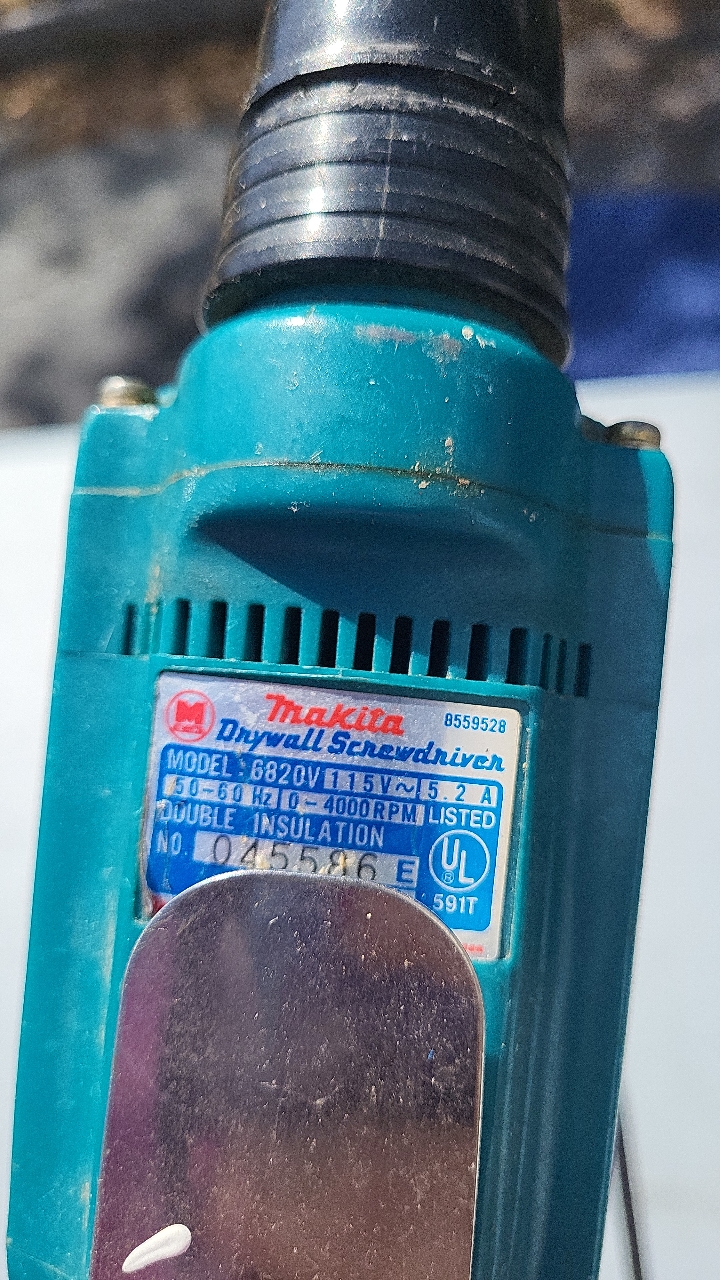 M
Makita
8559528
Drywall Screwdriver
MODEL 6820V 115V~ 5.2 A
50-60 Hz 0-4000RPM LISTED
DOUBLE INSULATION
NO. 045586 E
UL
®
591T